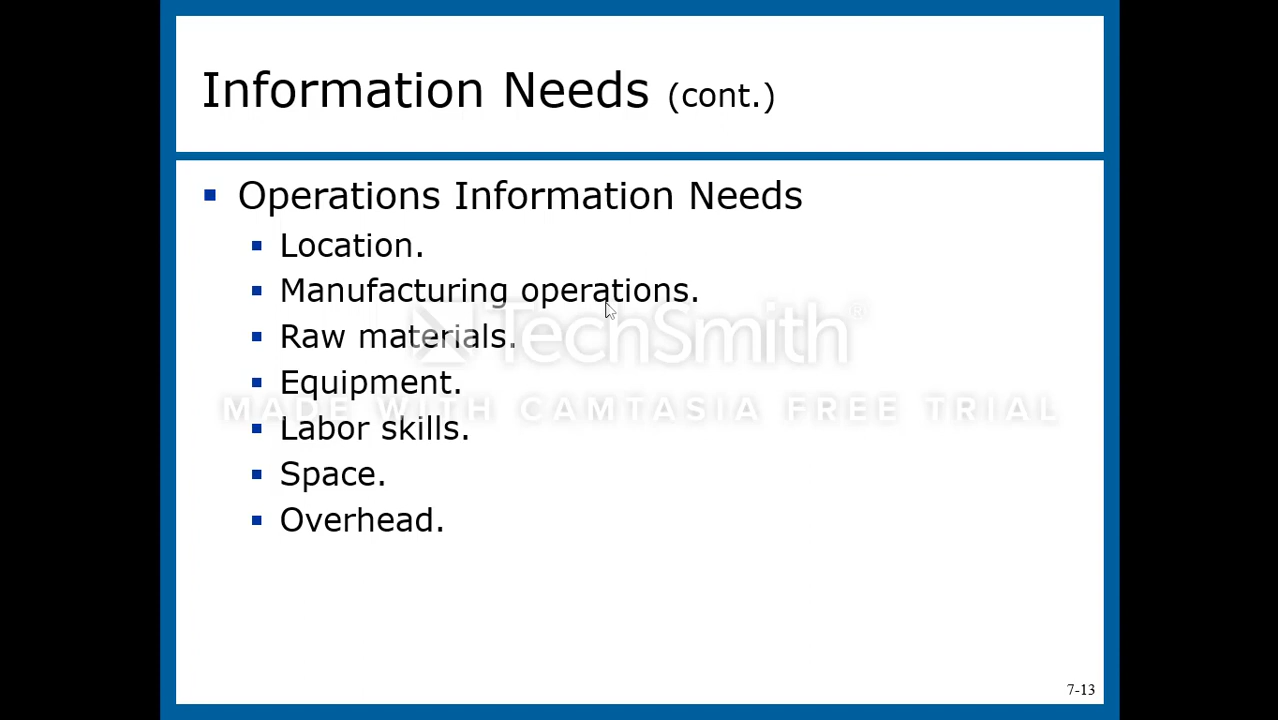 Information Needs (cont.)
Operations Information Needs
Location.
Manufacturing operations.
Raw materials.
TechSmith®
Equipment.
MADE WITH CAMTASIA FREE TRIAL
Labor skills.
Space.
Overhead.
7-13